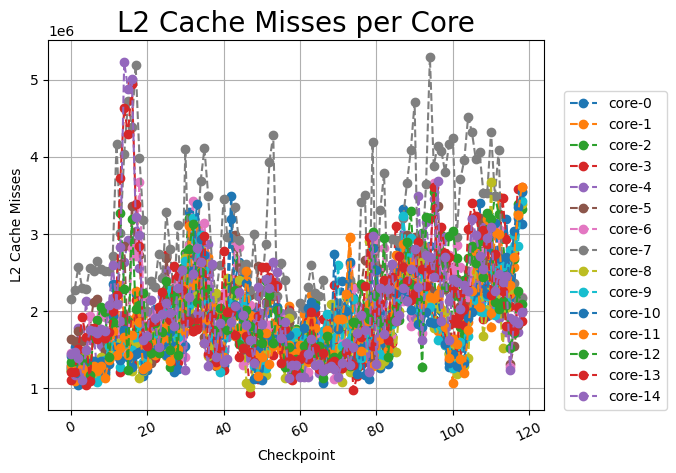 L2 Cache Misses per Core
1e6
5
4
3
2
1
L2 Cache Misses
0
20
40
60
80
100
120
Checkpoint
core-0
core-1
core-2
core-3
core-4
core-5
core-6
core-7
core-8
core-9
core-10
core-11
core-12
core-13
core-14